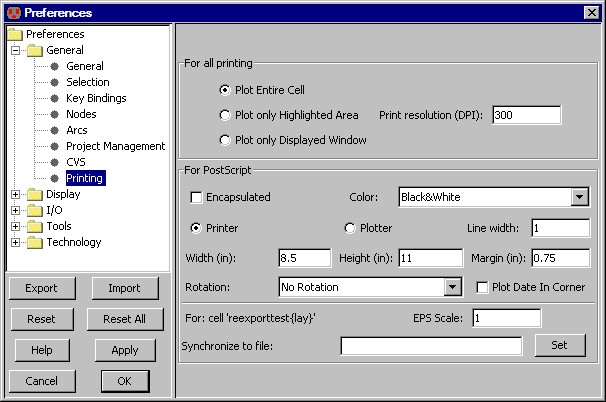 Preferences
Preferences
General
General
Selection
Key Bindings
Nodes
Arcs
Project Management
CVS
Printing
Display
I/O
Tools
Technology
Export Import
Reset Reset All
Help Apply
Cancel OK
For all printing
Plot Entire Cell
Plot only Highlighted Area Print resolution (DPI): 300
Plot only Displayed Window
For PostScript
Encapsulated Color: Black&White
Printer Plotter Line width: 1
Width (in): 8.5 Height (in): 11 Margin (in): 0.75
Rotation: No Rotation Plot Date In Corner
For: cell 'reexporttest{lay}' EPS Scale: 1
Synchronize to file: Set